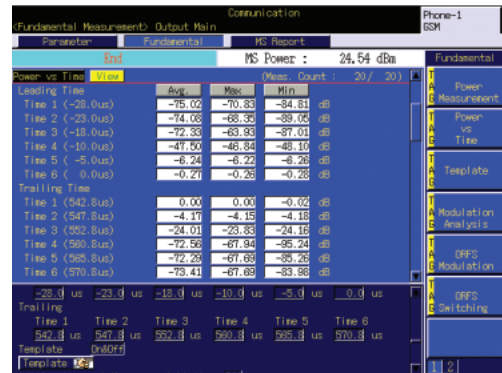 Communication
Phone-1
<Fundamental Measurement> Output Main
GSM
Parameter Fundamental MS Report
End MS Power : 24.54 dBm Fundamental
Power vs Time View (Meas. Count : 20/ 20)
Leading Time Avg. Max Min
Time 1 (-28.0us) -75.02 -70.83 -84.81 dB
Time 2 (-23.0us) -74.08 -68.35 -89.05 dB
Time 3 (-18.0us) -72.33 -63.93 -87.01 dB
Time 4 (-10.0us) -47.50 -46.84 -48.10 dB
Time 5 ( -5.0us) -6.24 -6.22 -6.26 dB
Time 6 ( 0.0us) -0.27 -0.26 -0.28 dB
Trailing Time
Time 1 (542.8us) 0.00 0.00 -0.02 dB
Time 2 (547.8us) -4.17 -4.15 -4.18 dB
Time 3 (552.8us) -24.01 -23.83 -24.16 dB
Time 4 (560.8us) -72.56 -67.94 -95.24 dB
Time 5 (565.8us) -72.29 -67.69 -85.26 dB
Time 6 (570.8us) -73.41 -67.69 -83.98 dB
-28.0 us -23.0 us -18.0 us -10.0 us -5.0 us 0.0 us
Trailing
Time 1 Time 2 Time 3 Time 4 Time 5 Time 6
542.8 us 547.8 us 552.8 us 560.8 us 565.8 us 570.8 us
Template On&Off
Template
TAG Power Measurement
TAG Power vs Time
TAG Template
TAG Modulation Analysis
TAG ORFS Modulation
TAG ORFS Switching
1 2